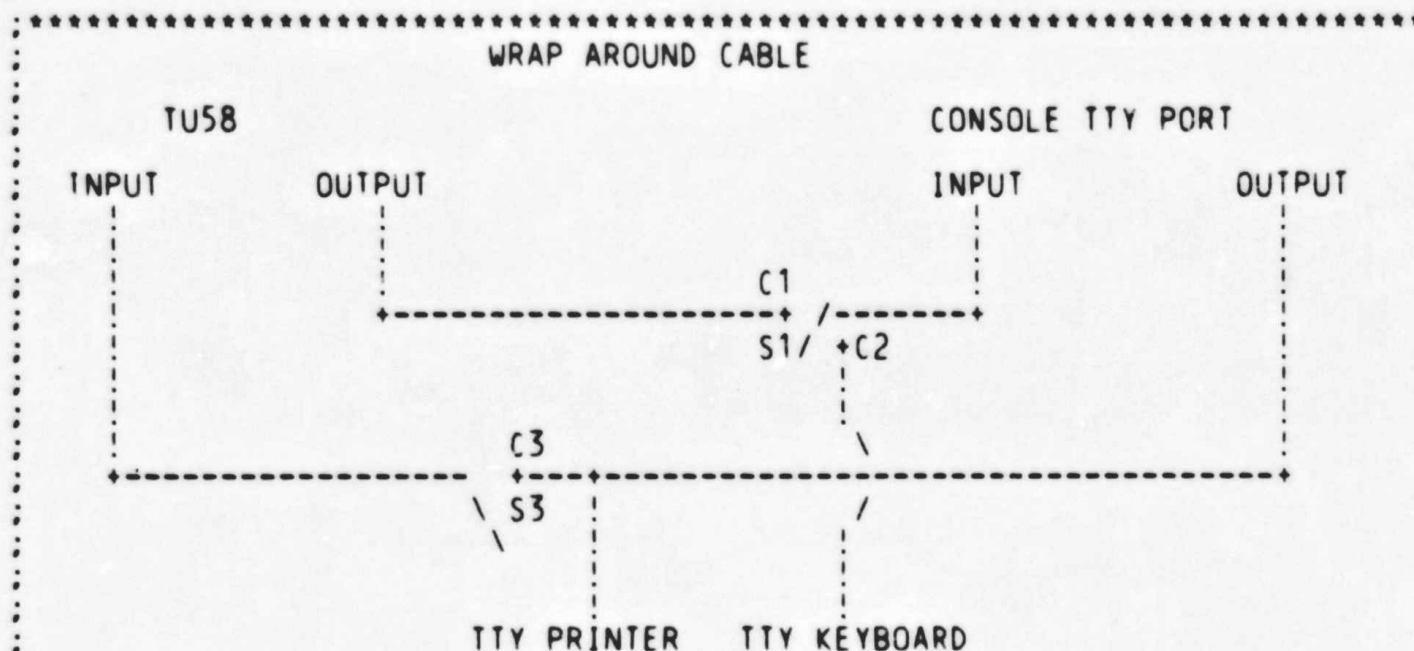 WRAP AROUND CABLE
TU58 CONSOLE TTY PORT
INPUT OUTPUT INPUT OUTPUT
C1
S1/ +C2
C3
S3
TTY PRINTER TTY KEYBOARD